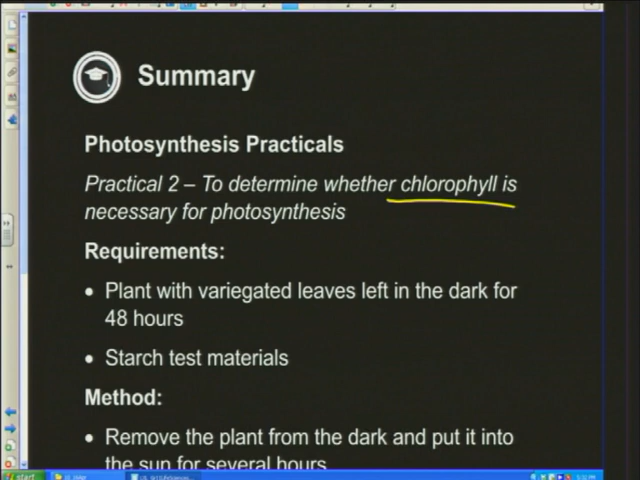 Summary
Photosynthesis Practicals
Practical 2 – To determine whether chlorophyll is
necessary for photosynthesis
Requirements:
• Plant with variegated leaves left in the dark for
48 hours
• Starch test materials
Method:
• Remove the plant from the dark and put it into
the sun for several hours
start